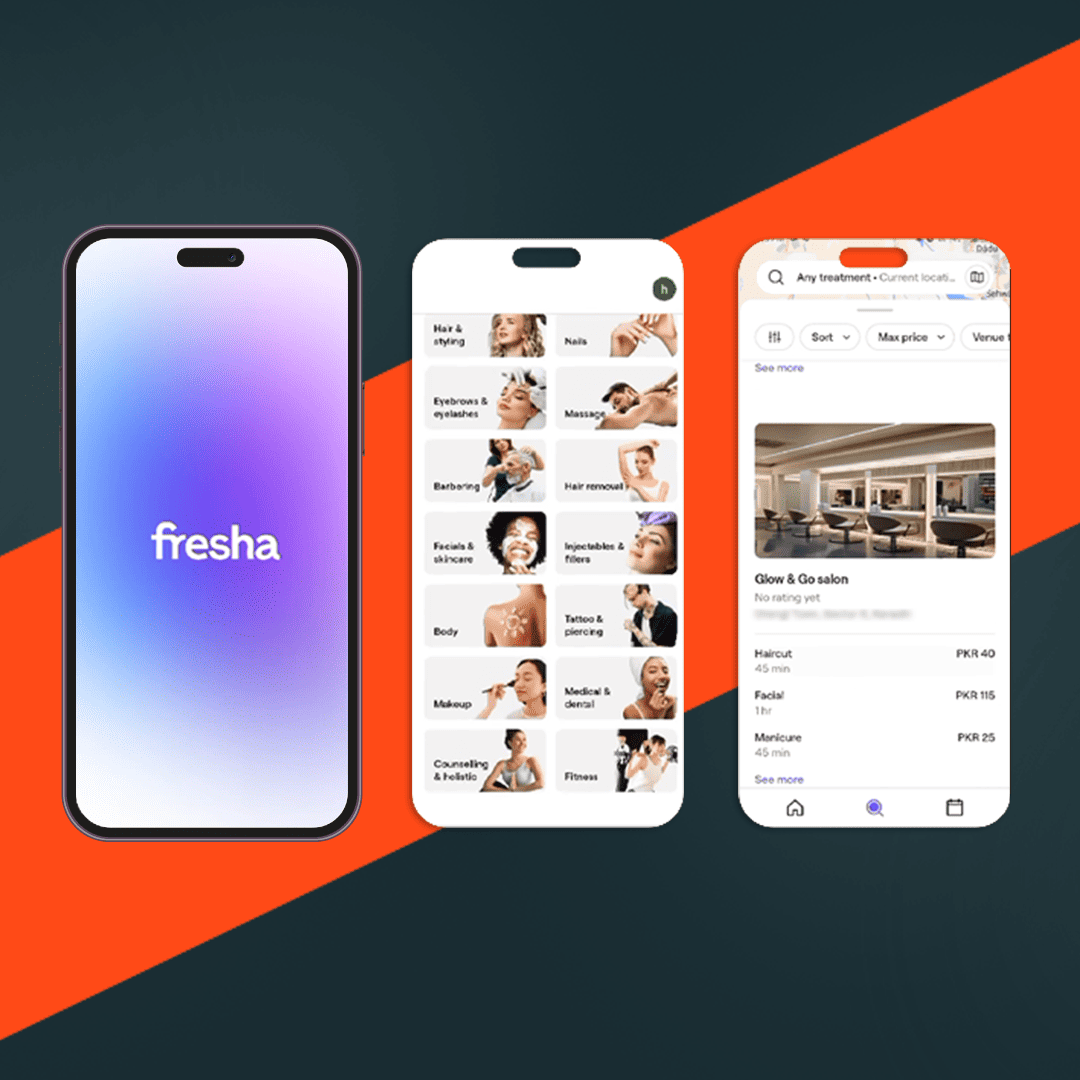 fresha
h
Hair &
styling
Nails
Eyebrows &
eyelashes
Massage
Barbering
Hair removal
Facials &
skincare
Injectables &
fillers
Body
Tattoo &
piercing
Makeup
Medical &
dental
Counselling
& holistic
Fitness
Dadu
Any treatment • Current locati...
Sort
Max price
Venue t
See more
Glow & Go salon
No rating yet
Haircut PKR 40
45 min
Facial PKR 115
1 hr
Manicure PKR 25
45 min
See more